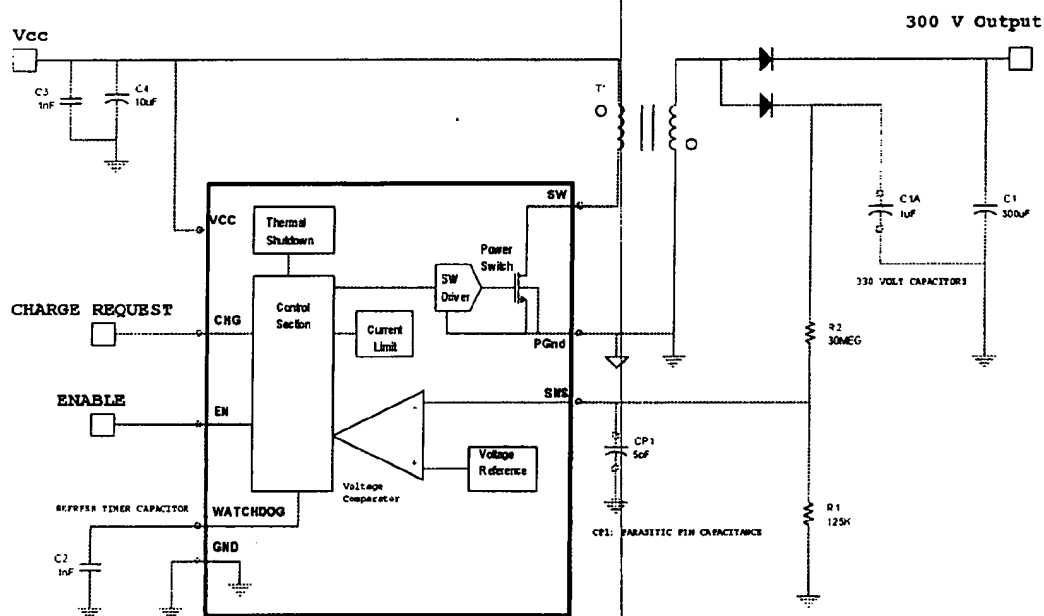 300 V Output
Vcc
C3
1nF
C4
10uF
T1
SW
VCC
Thermal
Shutdown
Power
Switch
SW
Driver
C1A
1uF
C1
300uF
330 VOLT CAPACITORS
CHARGE REQUEST
CHG
Control
Section
Current
Limit
PGnd
R2
30MEG
ENABLE
EN
SNS
-
+
Voltage
Reference
CP1
5pF
Voltage
Comparator
REFRESH TIMER CAPACITOR
WATCHDOG
CP1: PARASITIC PIN CAPACITANCE
R1
125K
GND
C2
1nF